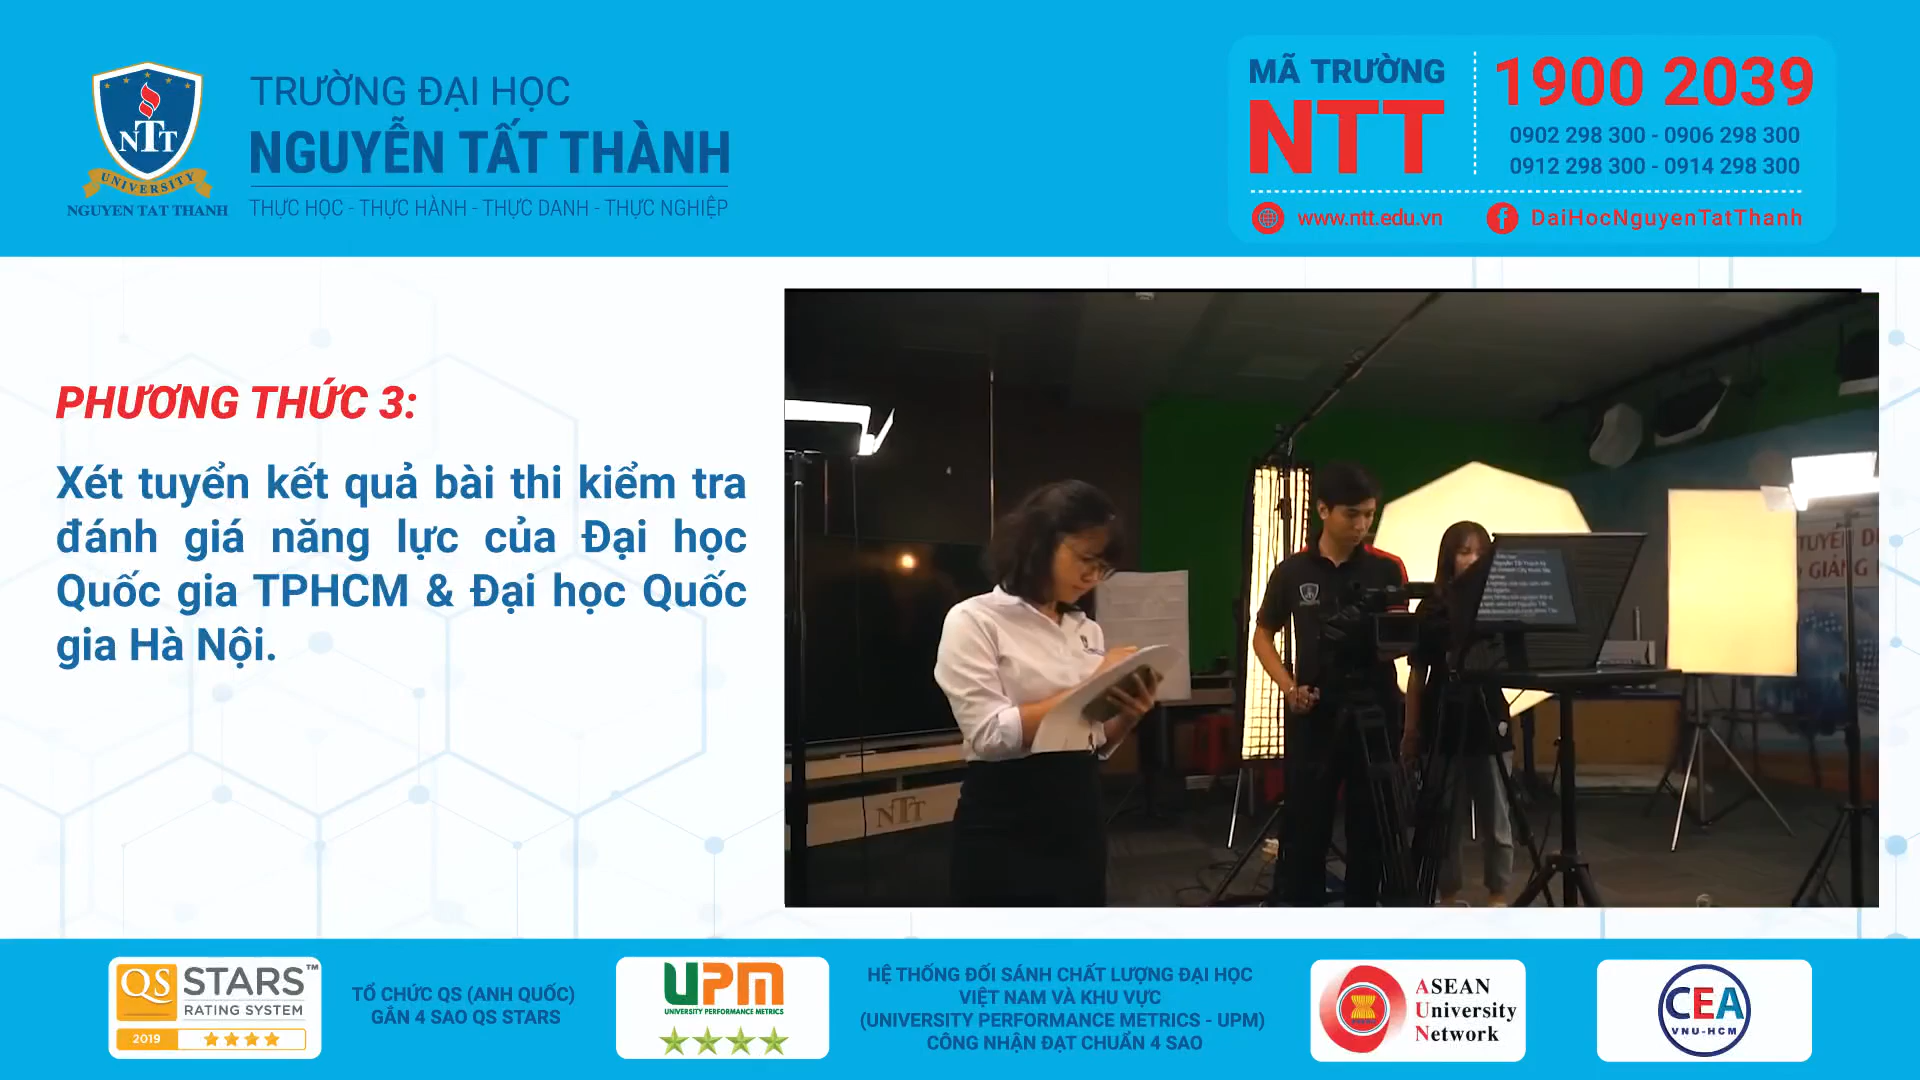 NTT
UNIVERSITY
NGUYEN TAT THANH
TRƯỜNG ĐẠI HỌC
NGUYỄN TẤT THÀNH
THỰC HỌC - THỰC HÀNH - THỰC DANH - THỰC NGHIỆP
MÃ TRƯỜNG
NTT
1900 2039
0902 298 300 - 0906 298 300
0912 298 300 - 0914 298 300
www.ntt.edu.vn
DaiHocNguyenTatThanh
PHƯƠNG THỨC 3:
Xét tuyển kết quả bài thi kiểm tra
đánh giá năng lực của Đại học
Quốc gia TPHCM & Đại học Quốc
gia Hà Nội.
NTT
QS STARS™
RATING SYSTEM
2019
TỔ CHỨC QS (ANH QUỐC)
GẮN 4 SAO QS STARS
UPM
UNIVERSITY PERFORMANCE METRICS
HỆ THỐNG ĐỐI SÁNH CHẤT LƯỢNG ĐẠI HỌC
VIỆT NAM VÀ KHU VỰC
(UNIVERSITY PERFORMANCE METRICS - UPM)
CÔNG NHẬN ĐẠT CHUẨN 4 SAO
ASEAN
University
Network
CEA
VNU-HCM